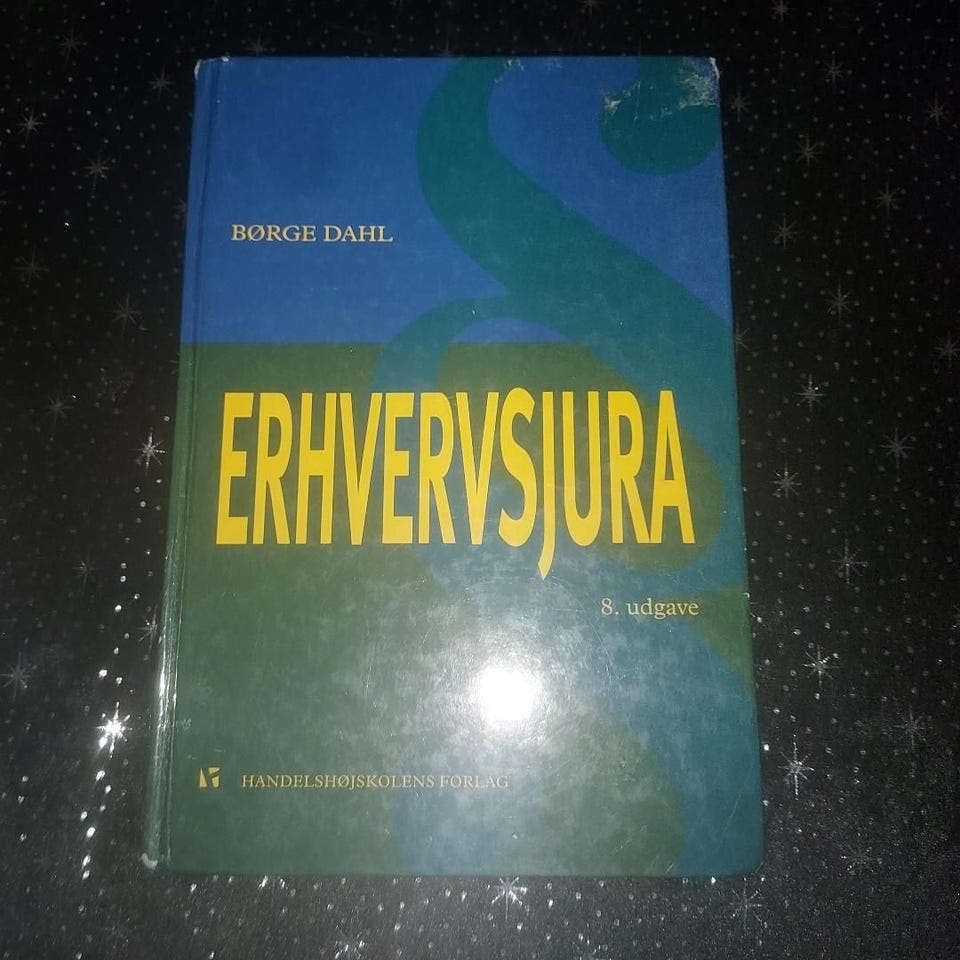 BØRGE DAHL
ERHVERVSJURA
8. udgave
HANDELSHØJSKOLENS FORLAG